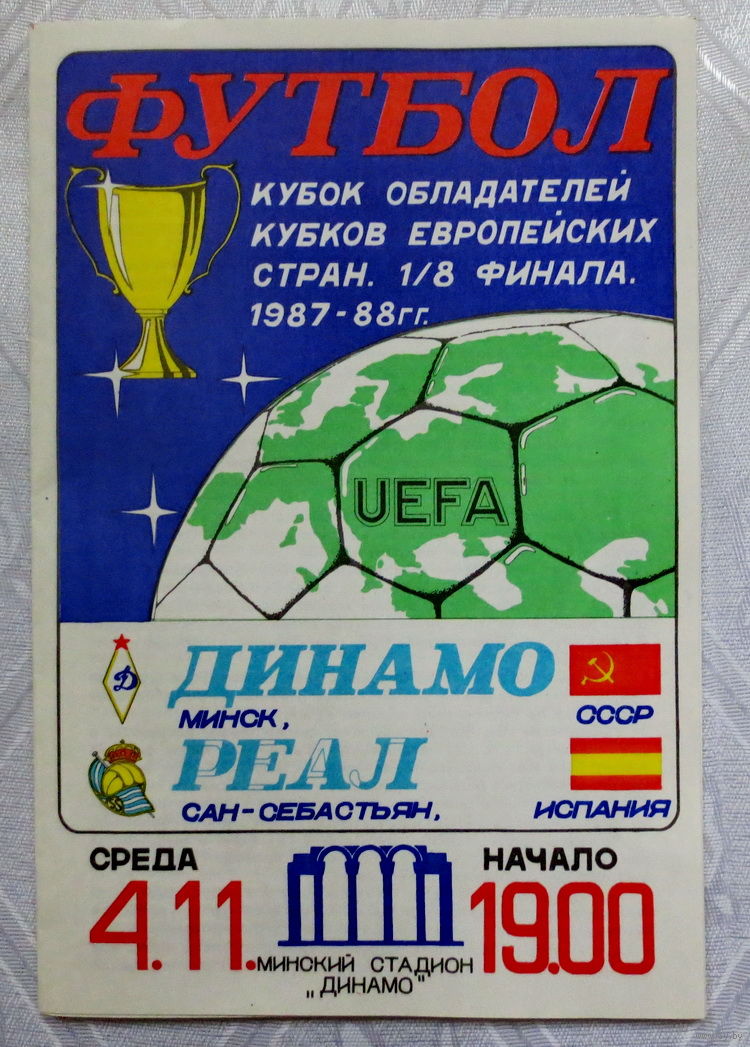 ФУТБОЛ
КУБОК ОБЛАДАТЕЛЕЙ
КУБКОВ ЕВРОПЕЙСКИХ
СТРАН. 1/8 ФИНАЛА.
1987-88гг.
UEFA
Д
ДИНАМО
МИНСК,
СССР
РЕАЛ
САН-СЕБАСТЬЯН,
ИСПАНИЯ
СРЕДА
НАЧАЛО
4.11.
19.00
МИНСКИЙ СТАДИОН
„ДИНАМО"